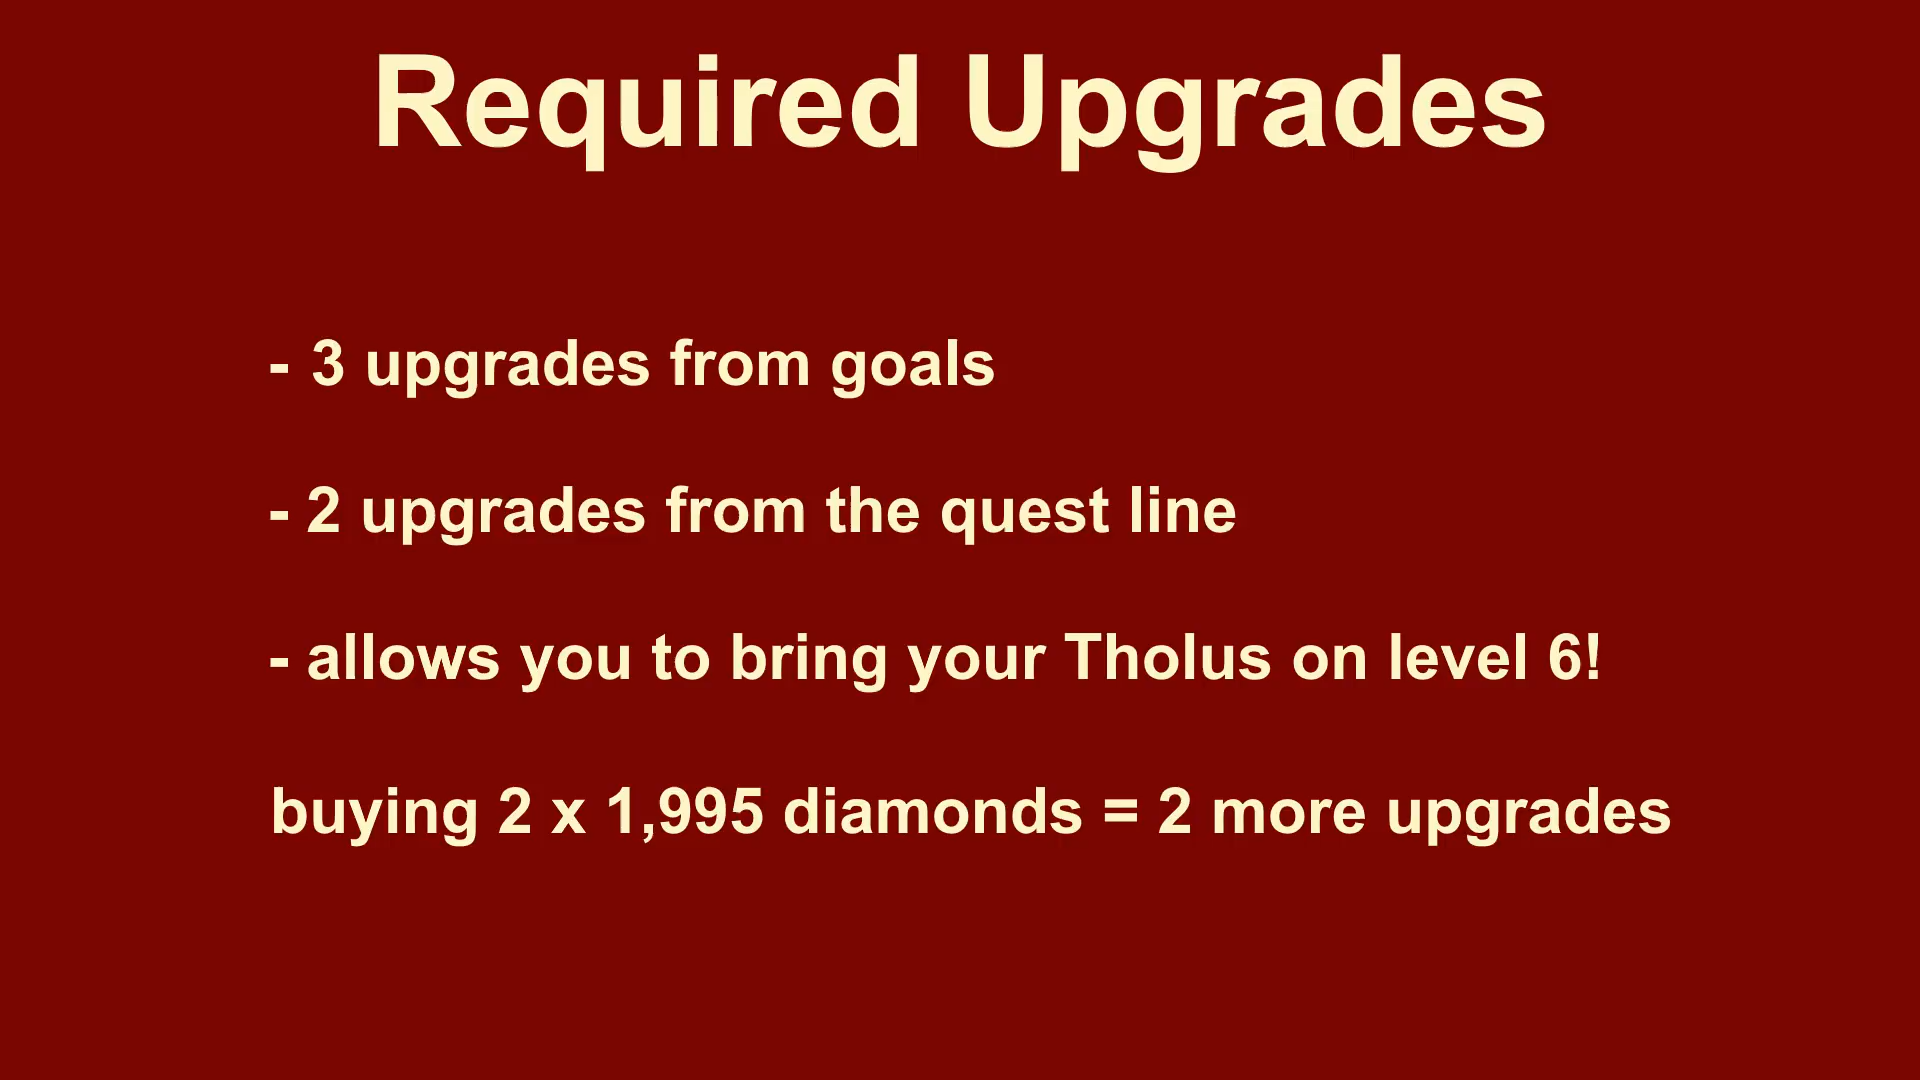 Required Upgrades
- 3 upgrades from goals
- 2 upgrades from the quest line
- allows you to bring your Tholus on level 6!
buying 2 x 1,995 diamonds = 2 more upgrades